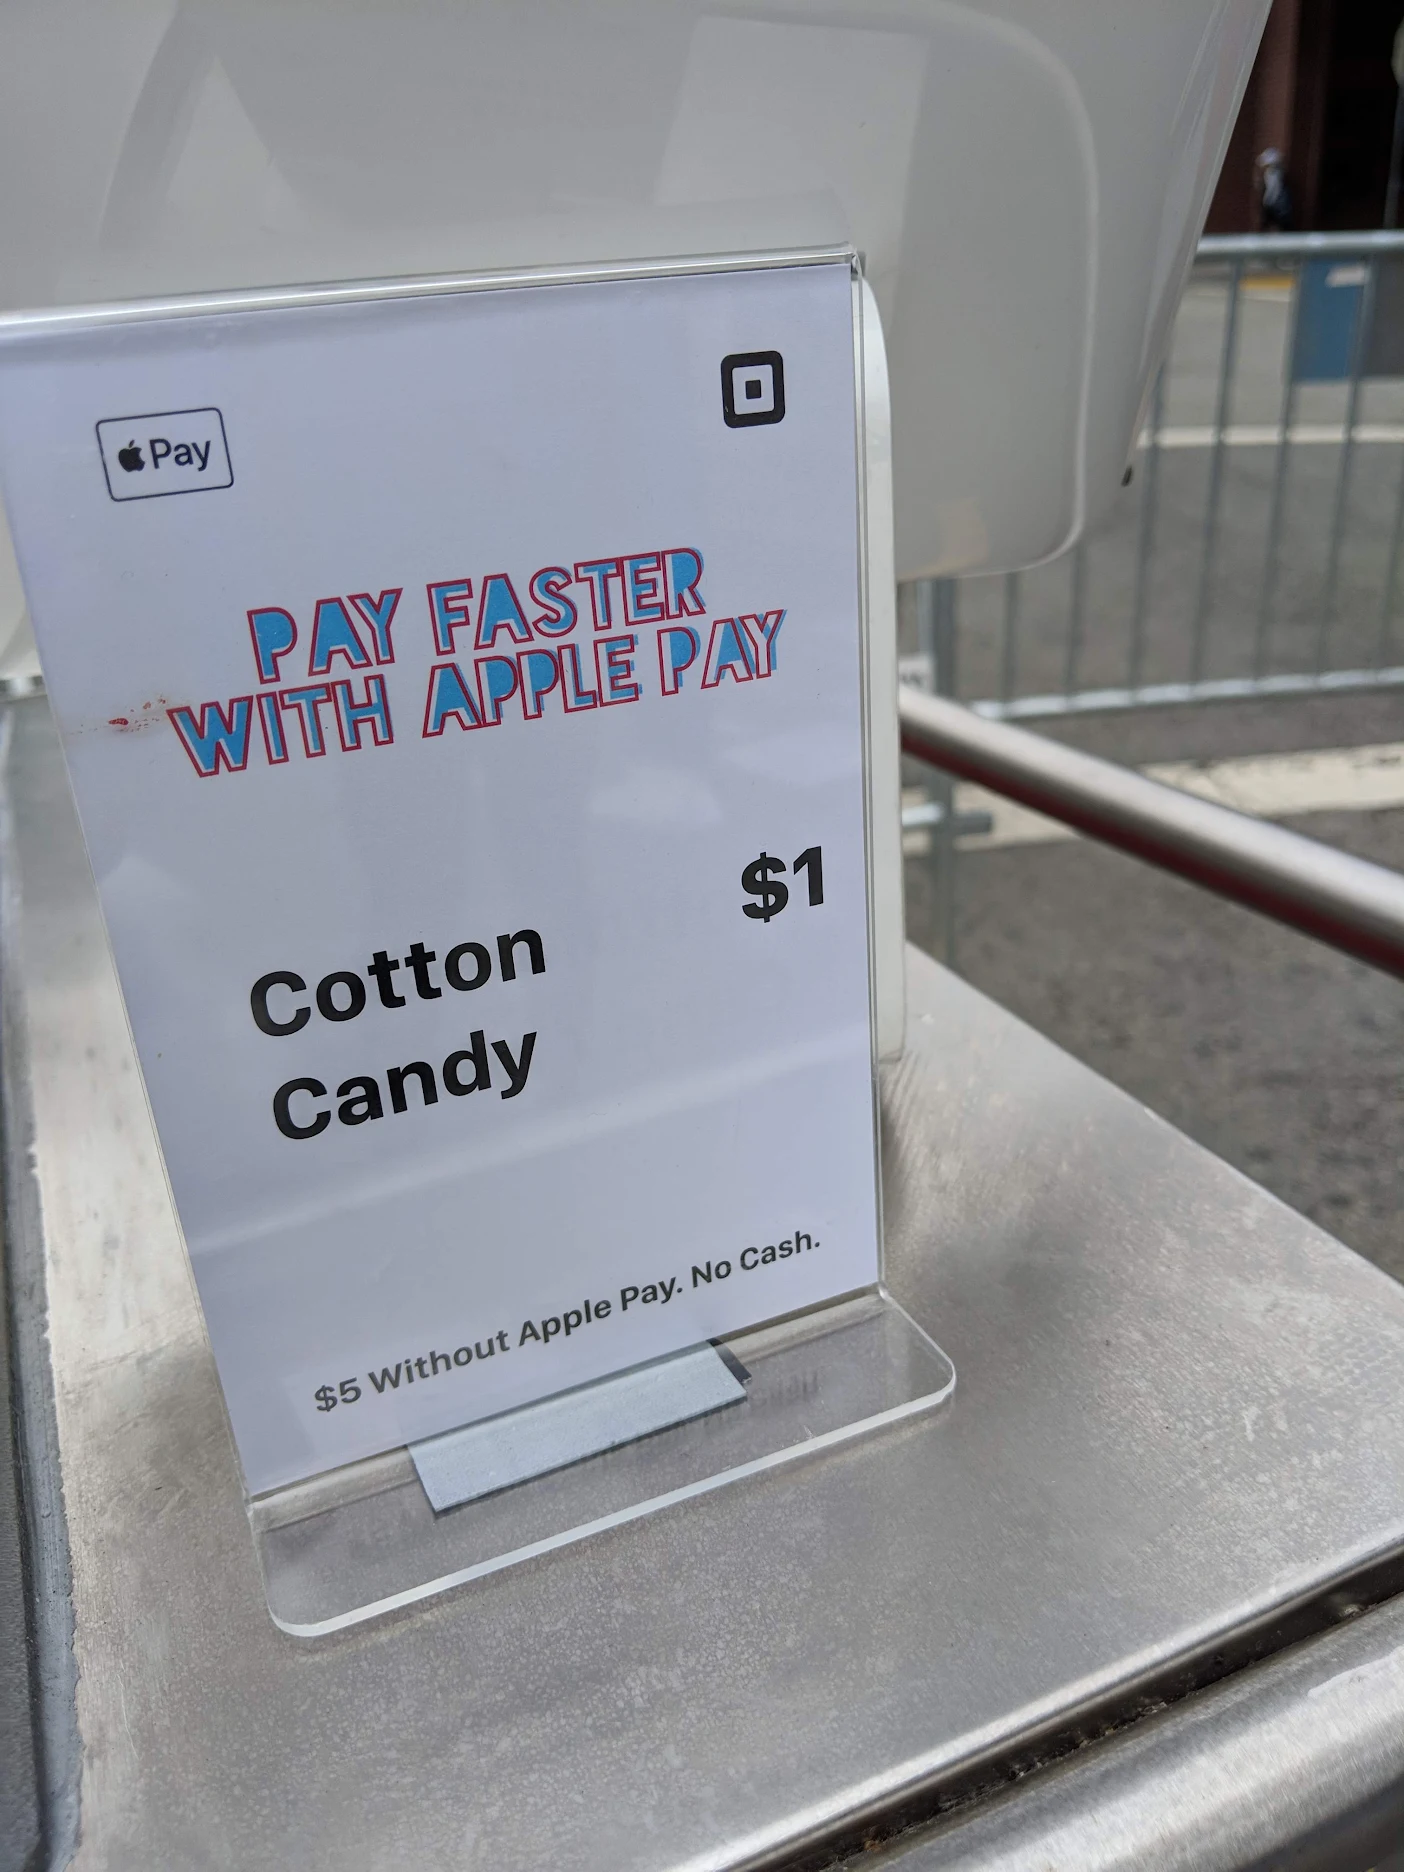 Pay
PAY FASTER
WITH APPLE PAY
$1
Cotton
Candy
$5 Without Apple Pay. No Cash.